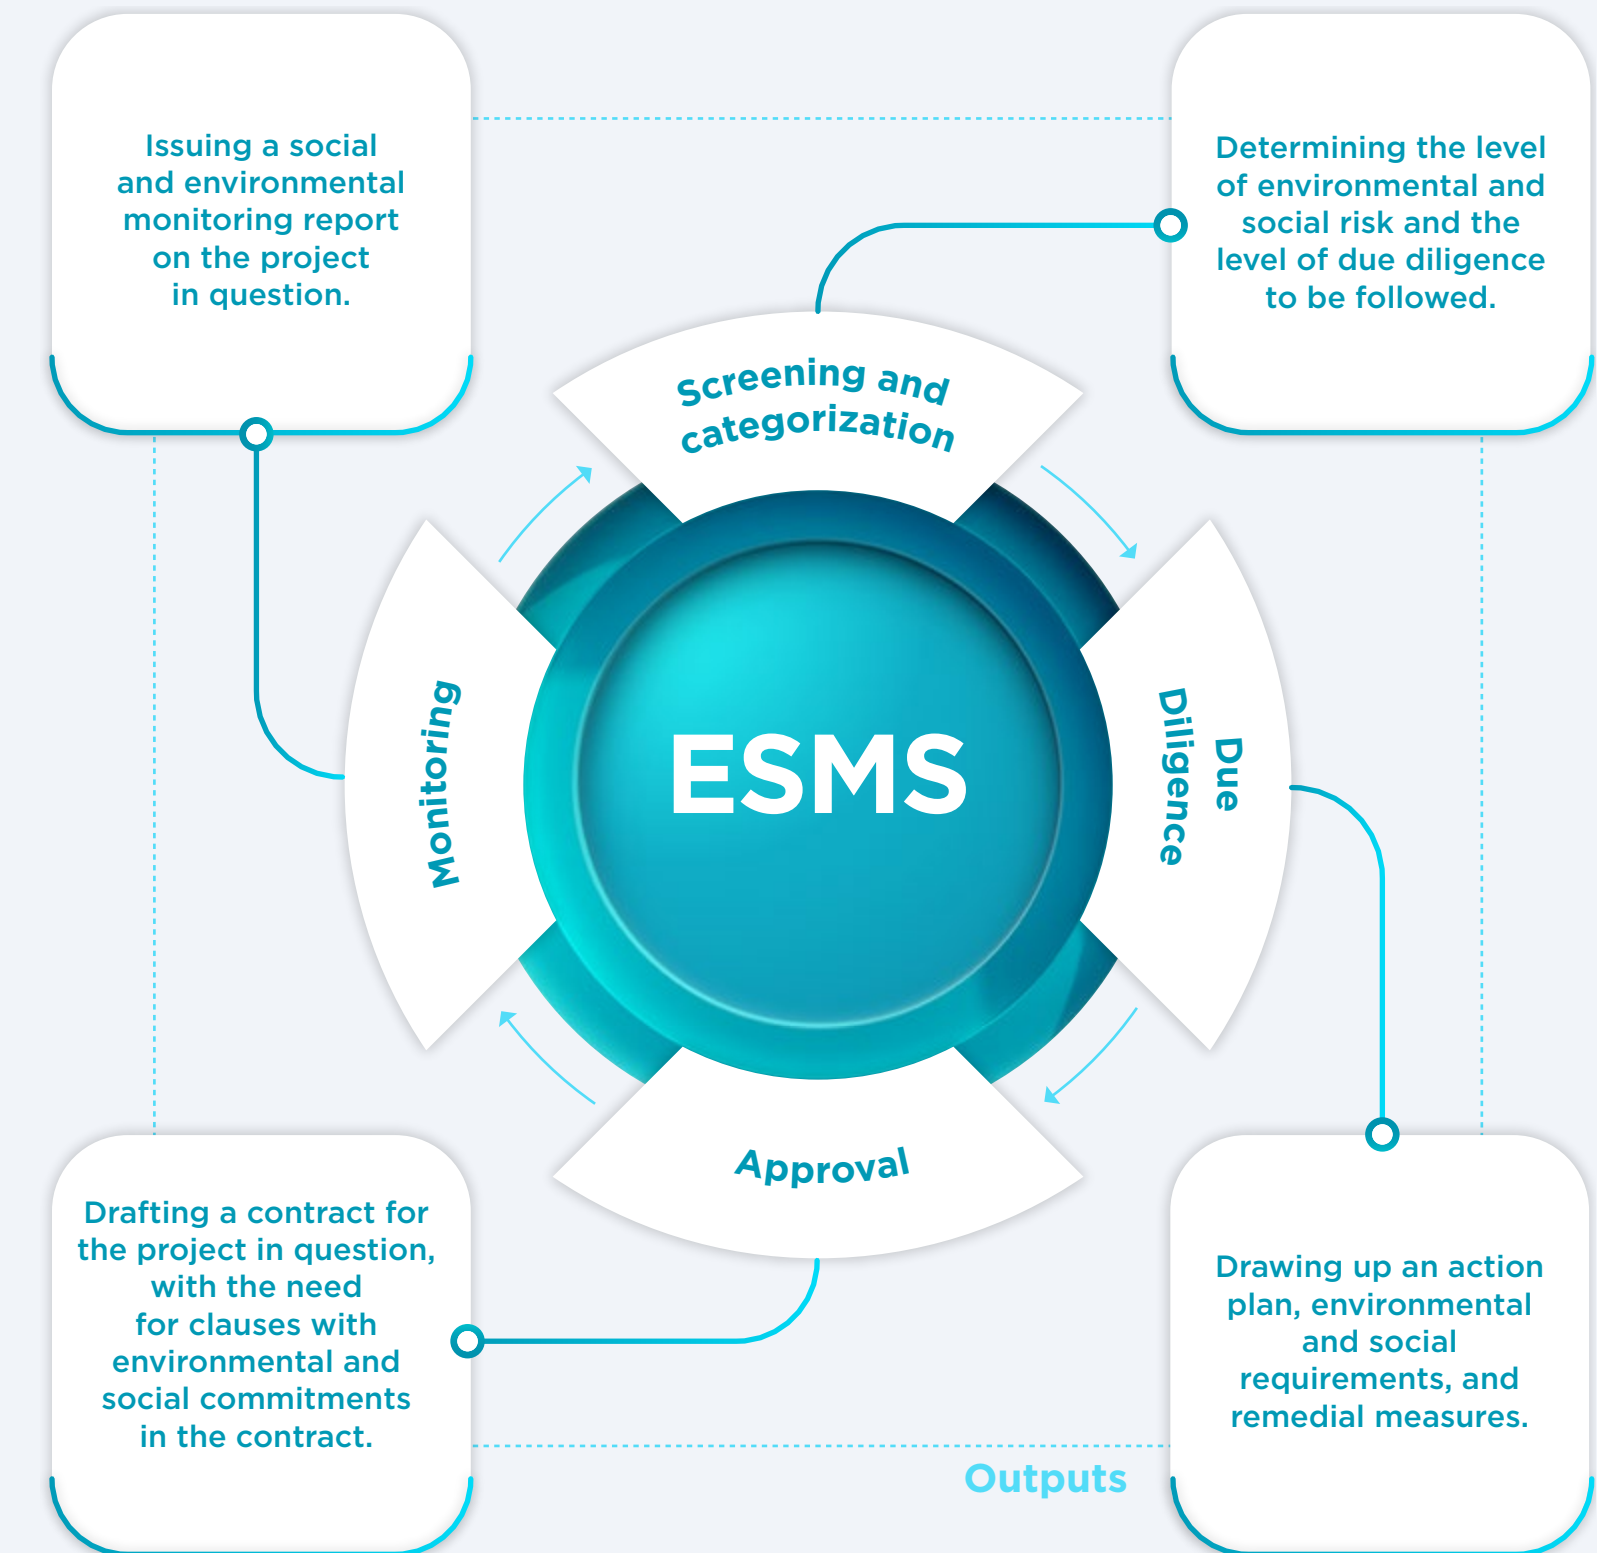 Issuing a social
and environmental
monitoring report
on the project
in question.
Determining the level
of environmental and
social risk and the
level of due diligence
to be followed.
Screening and
categorization
Monitoring
ESMS
Due
Diligence
Approval
Drafting a contract for
the project in question,
with the need
for clauses with
environmental and
social commitments
in the contract.
Drawing up an action
plan, environmental
and social
requirements, and
remedial measures.
Outputs